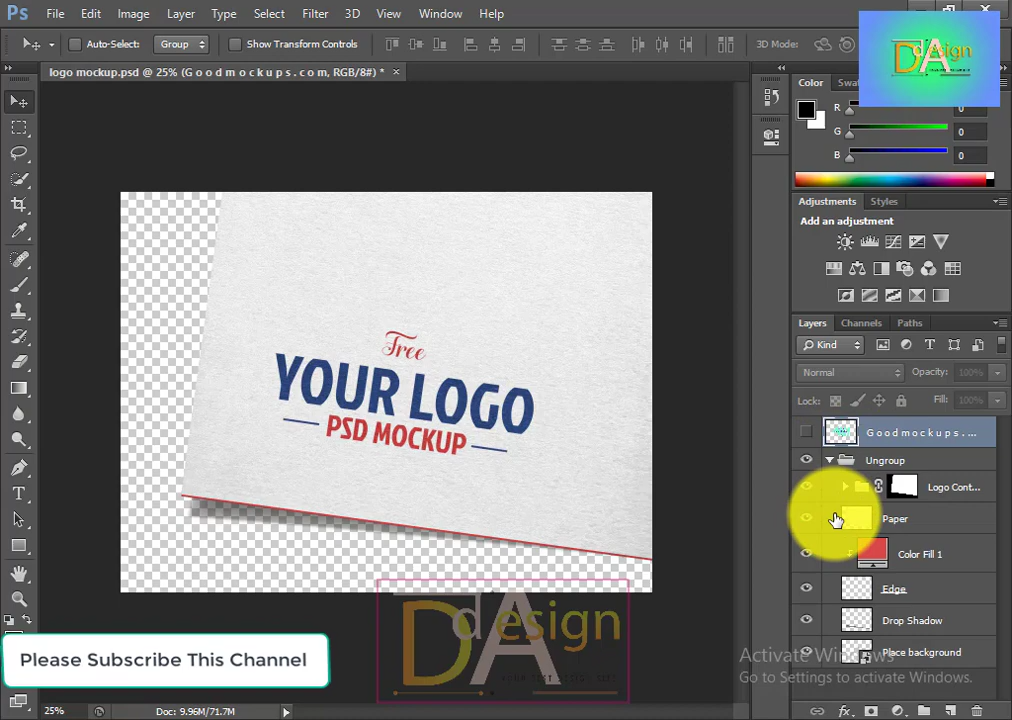 Ps File Edit Image Layer Type Select Filter 3D View Window Help
Auto-Select: Group Show Transform Controls 3D Mode:
logo mockup.psd @ 25% (G o o d m o c k u p s . c o m, RGB/8#) *
Dd design
A
Color
R 0
G 0
B 0
Adjustments Styles
Add an adjustment
Layers Channels Paths
Kind
Normal Opacity: 100%
Lock: Fill: 100%
G o o d m o c k u p s . ...
Ungroup
Logo Cont...
Paper
Color Fill 1
Edge
Drop Shadow
Place background
Free
YOUR LOGO
PSD MOCKUP
Dd design
A
Please Subscribe This Channel
Activate Windows
Go to Settings to activate Windows.
25% Doc: 9.96M/71.7M